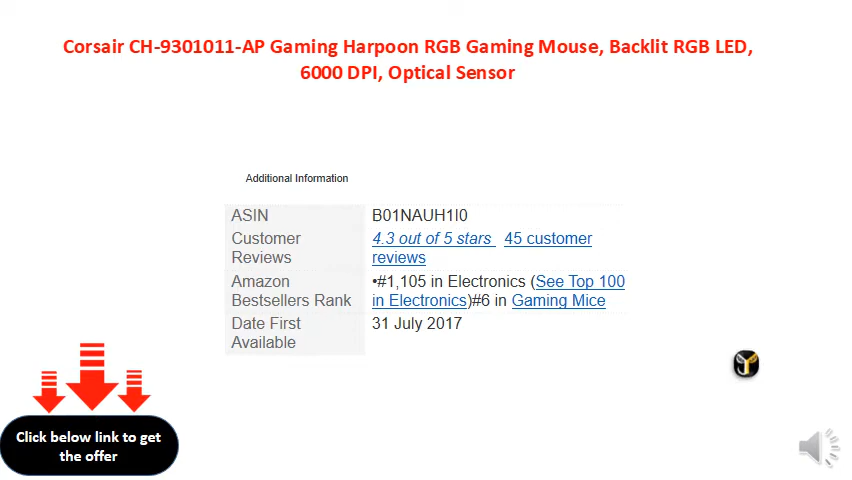 Corsair CH-9301011-AP Gaming Harpoon RGB Gaming Mouse, Backlit RGB LED,
6000 DPI, Optical Sensor
Additional Information
ASIN B01NAUH1I0
Customer 4.3 out of 5 stars 45 customer
Reviews reviews
Amazon •#1,105 in Electronics (See Top 100
Bestsellers Rank in Electronics)#6 in Gaming Mice
Date First 31 July 2017
Available
Click below link to get
the offer